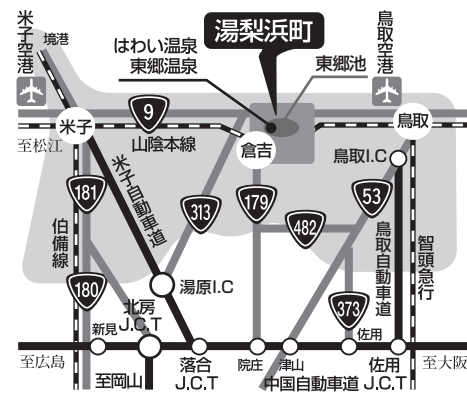 湯梨浜町
米子空港
境港
はわい温泉
東郷温泉
東郷池
鳥取空港
9
米子
至松江
山陰本線
倉吉
鳥取
鳥取I.C
181
米子自動車道
313
179
482
53
伯備線
鳥取自動車道
智頭急行
180
湯原I.C
373
北房
J.C.T
新見
佐用
至広島
至岡山
落合
J.C.T
院庄
津山
中国自動車道
佐用
J.C.T
至大阪